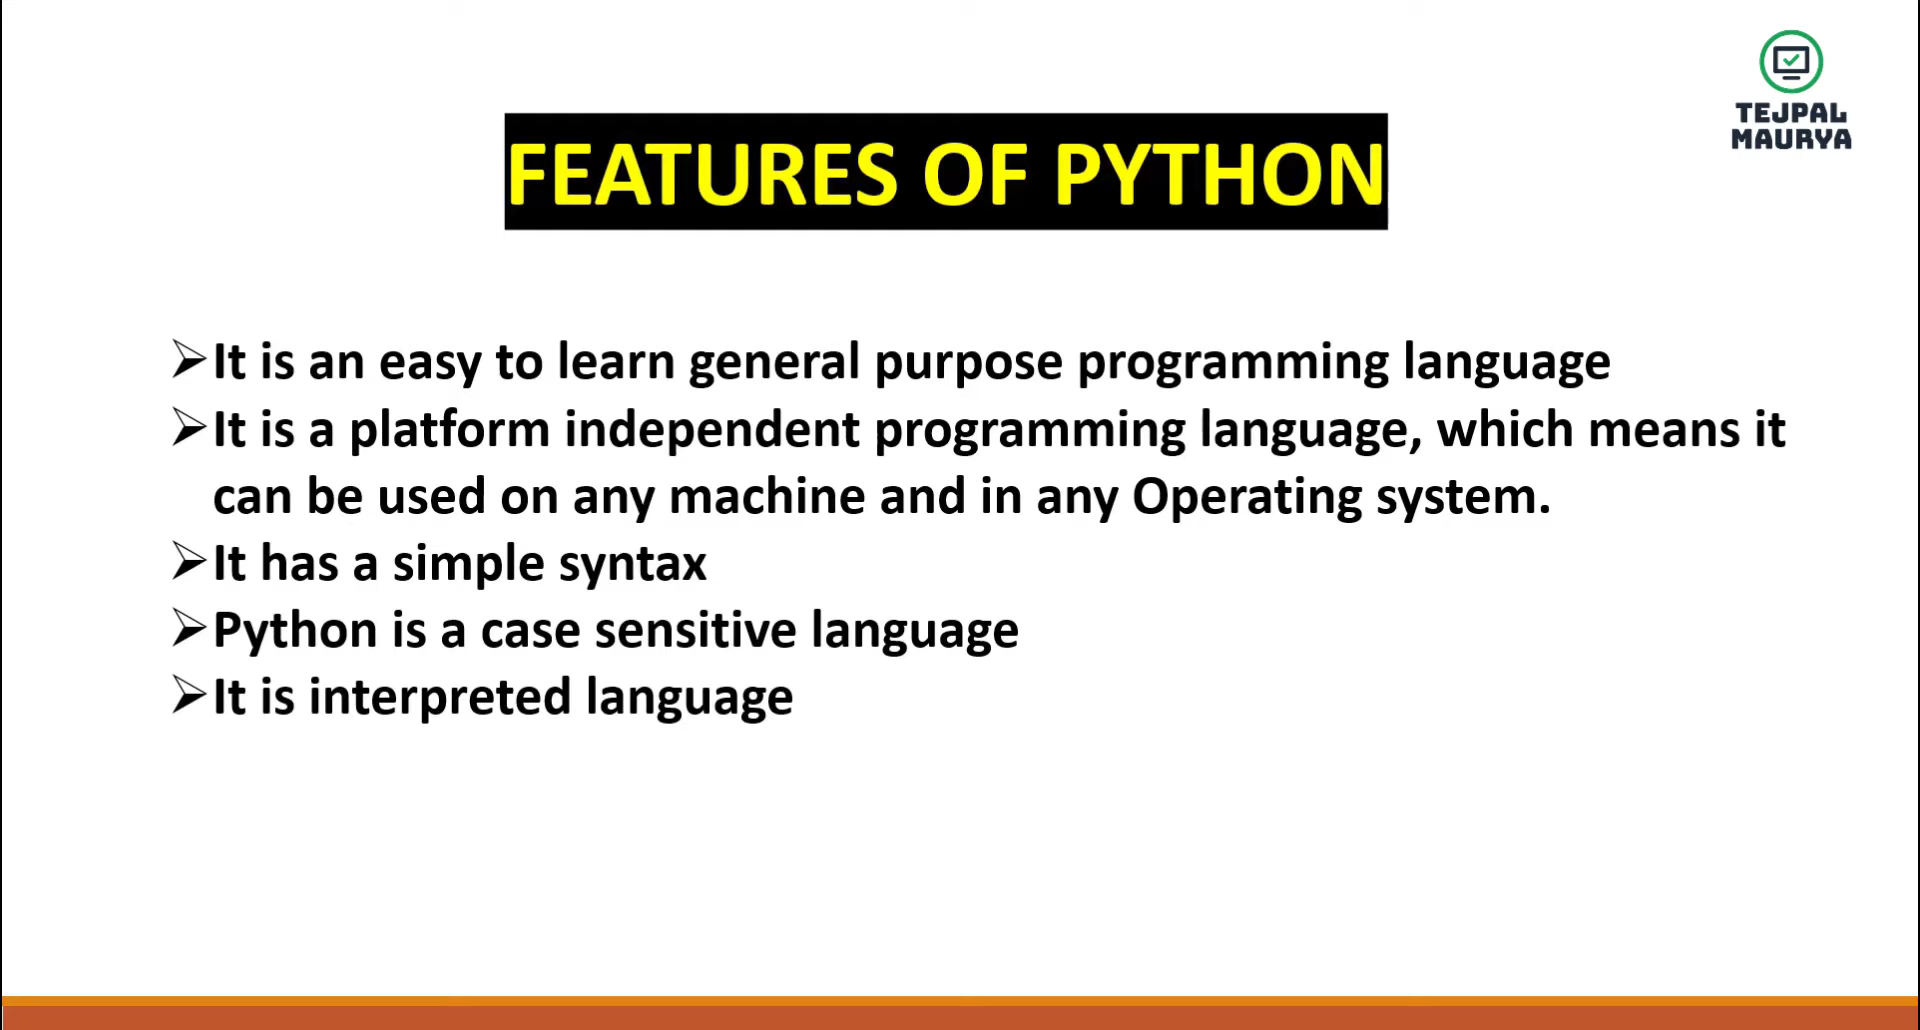 TEJPAL
MAURYA
FEATURES OF PYTHON
➢It is an easy to learn general purpose programming language
➢It is a platform independent programming language, which means it
can be used on any machine and in any Operating system.
➢It has a simple syntax
➢Python is a case sensitive language
➢It is interpreted language